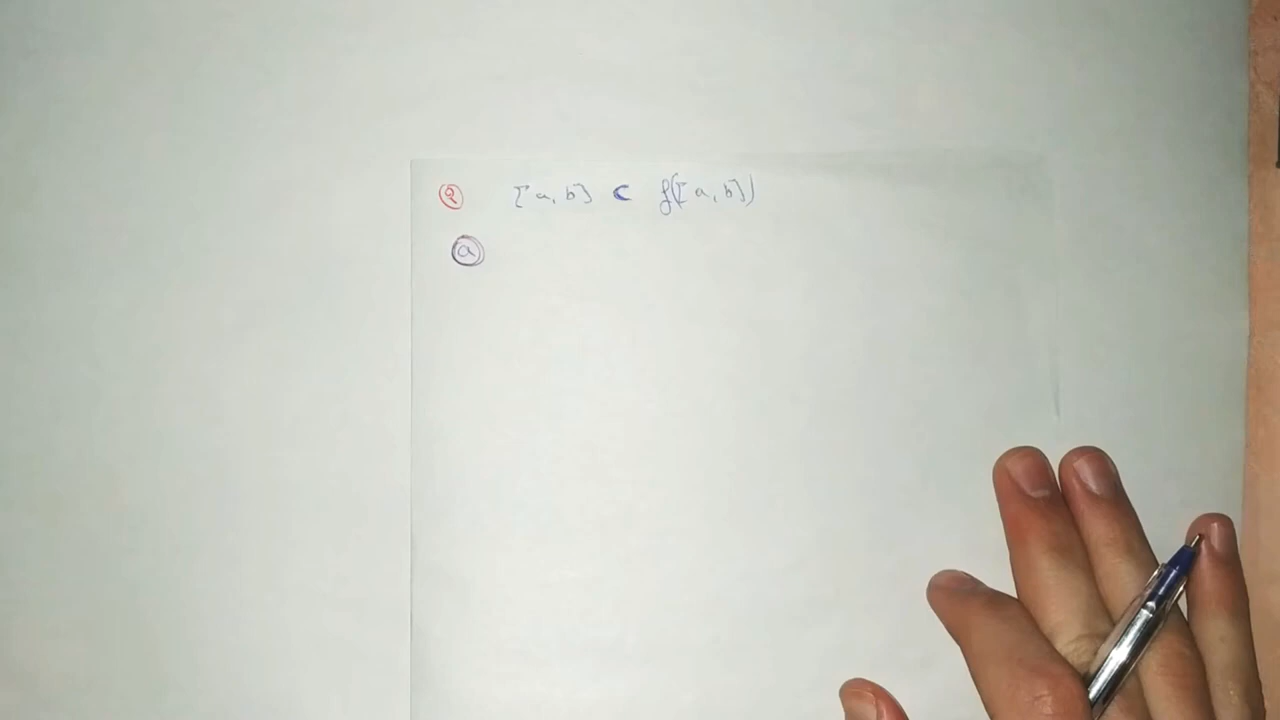 ② [a, b] ⊂ f([a, b])
ⓐ